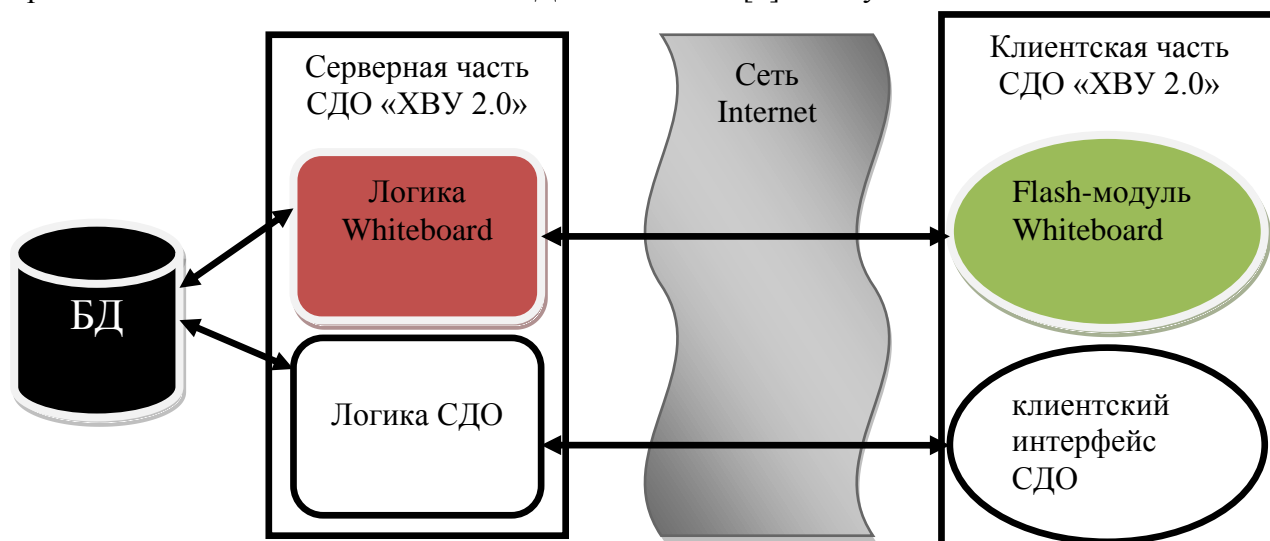 Серверная часть
СДО «ХВУ 2.0»
Сеть
Internet
Клиентская часть
СДО «ХВУ 2.0»
Логика
Whiteboard
Flash-модуль
Whiteboard
БД
Логика СДО
клиентский
интерфейс
СДО